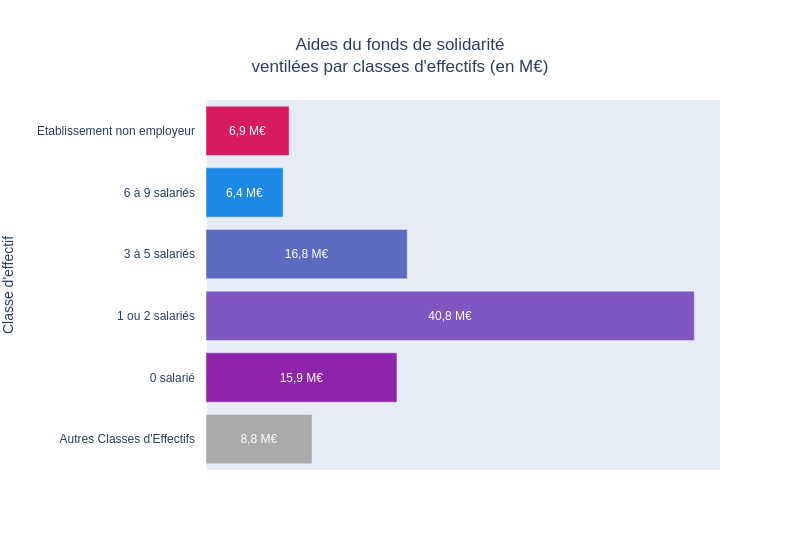 Aides du fonds de solidarité
ventilées par classes d'effectifs (en M€)
Classe d'effectif
Etablissement non employeur
6,9 M€
6 à 9 salariés
6,4 M€
3 à 5 salariés
16,8 M€
1 ou 2 salariés
40,8 M€
0 salarié
15,9 M€
Autres Classes d'Effectifs
8,8 M€